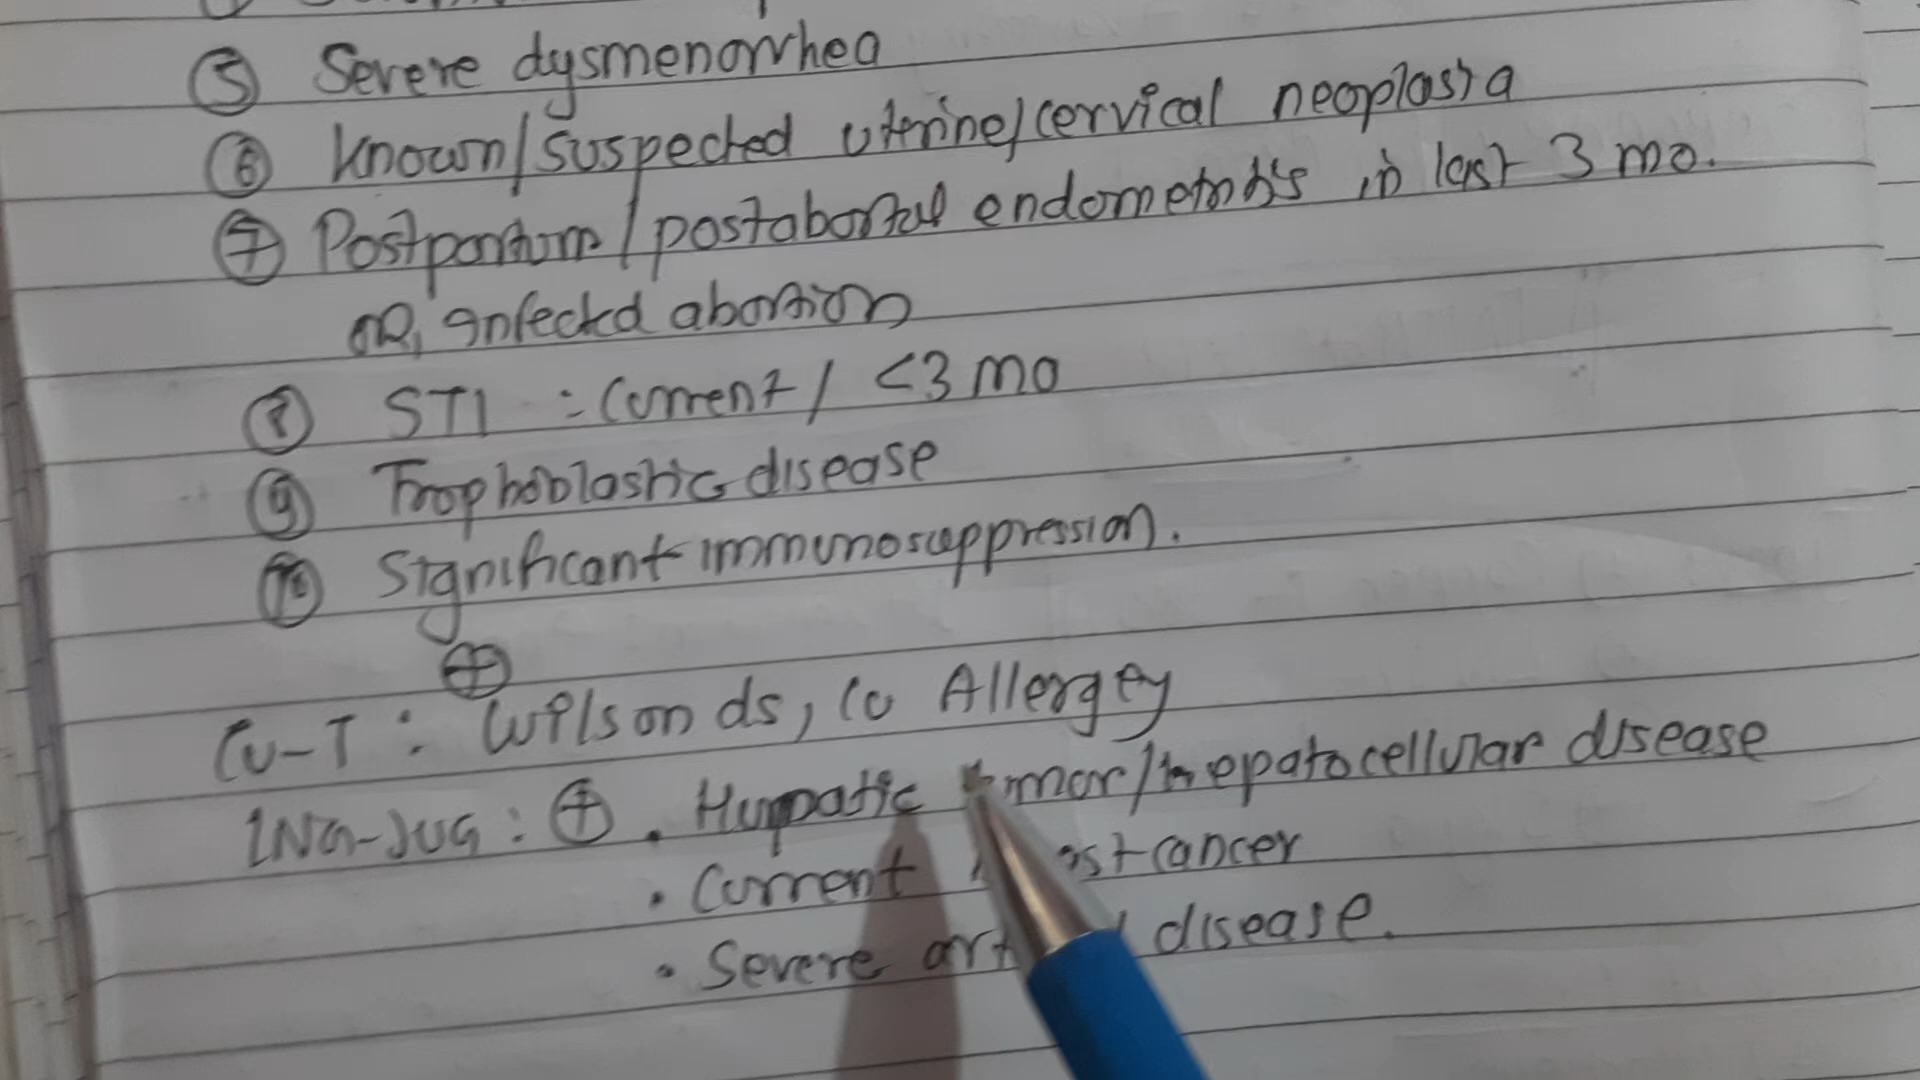 ⑤ Severe dysmenorrhea
⑥ Known/suspected uterine/cervical neoplasia
⑦ Postpartum/postabortal endometritis in last 3 mo.
OR, Infected abortion
⑧ STI : Current / <3 mo
⑨ Trophoblastic disease
⑩ Significant immunosuppression.
⊕
Cu-T : Wilson ds, Cu Allergey
LNG-IUS : ⊕ . Hepatic /hepatocellular disease
. Current cancer
. Severe disease.